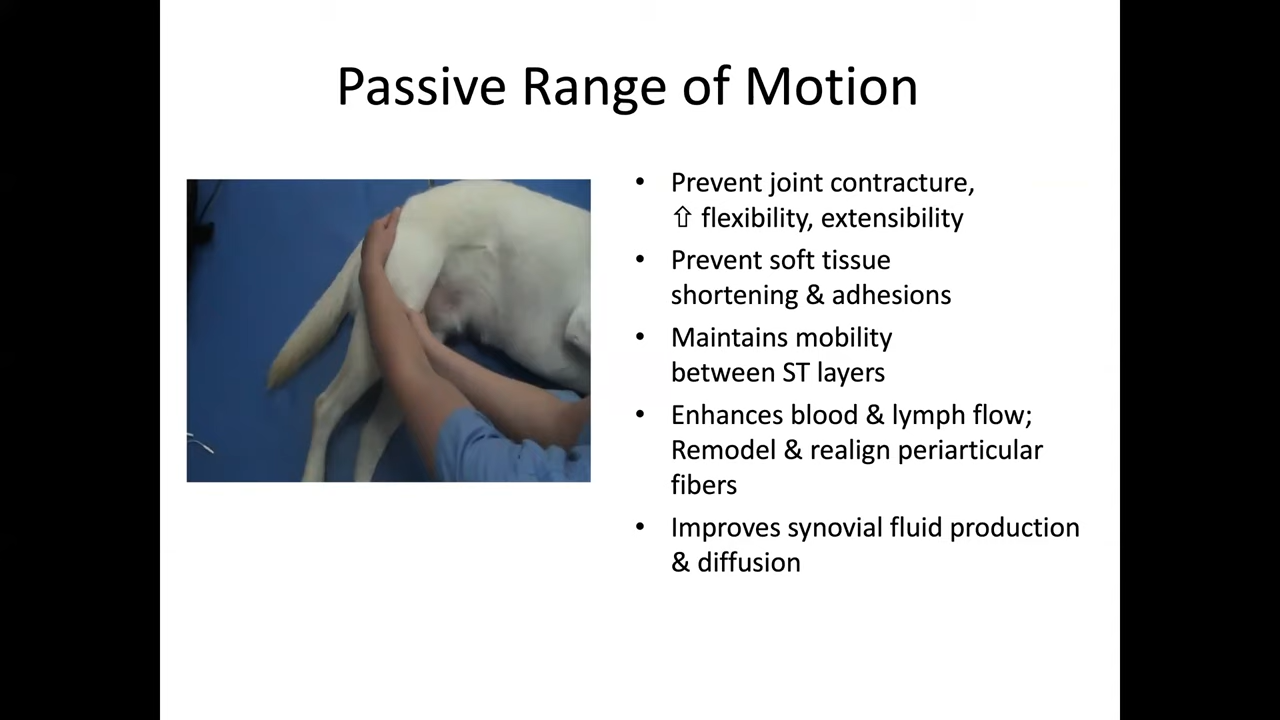 Passive Range of Motion
• Prevent joint contracture,
⇧ flexibility, extensibility
• Prevent soft tissue
shortening & adhesions
• Maintains mobility
between ST layers
• Enhances blood & lymph flow;
Remodel & realign periarticular
fibers
• Improves synovial fluid production
& diffusion